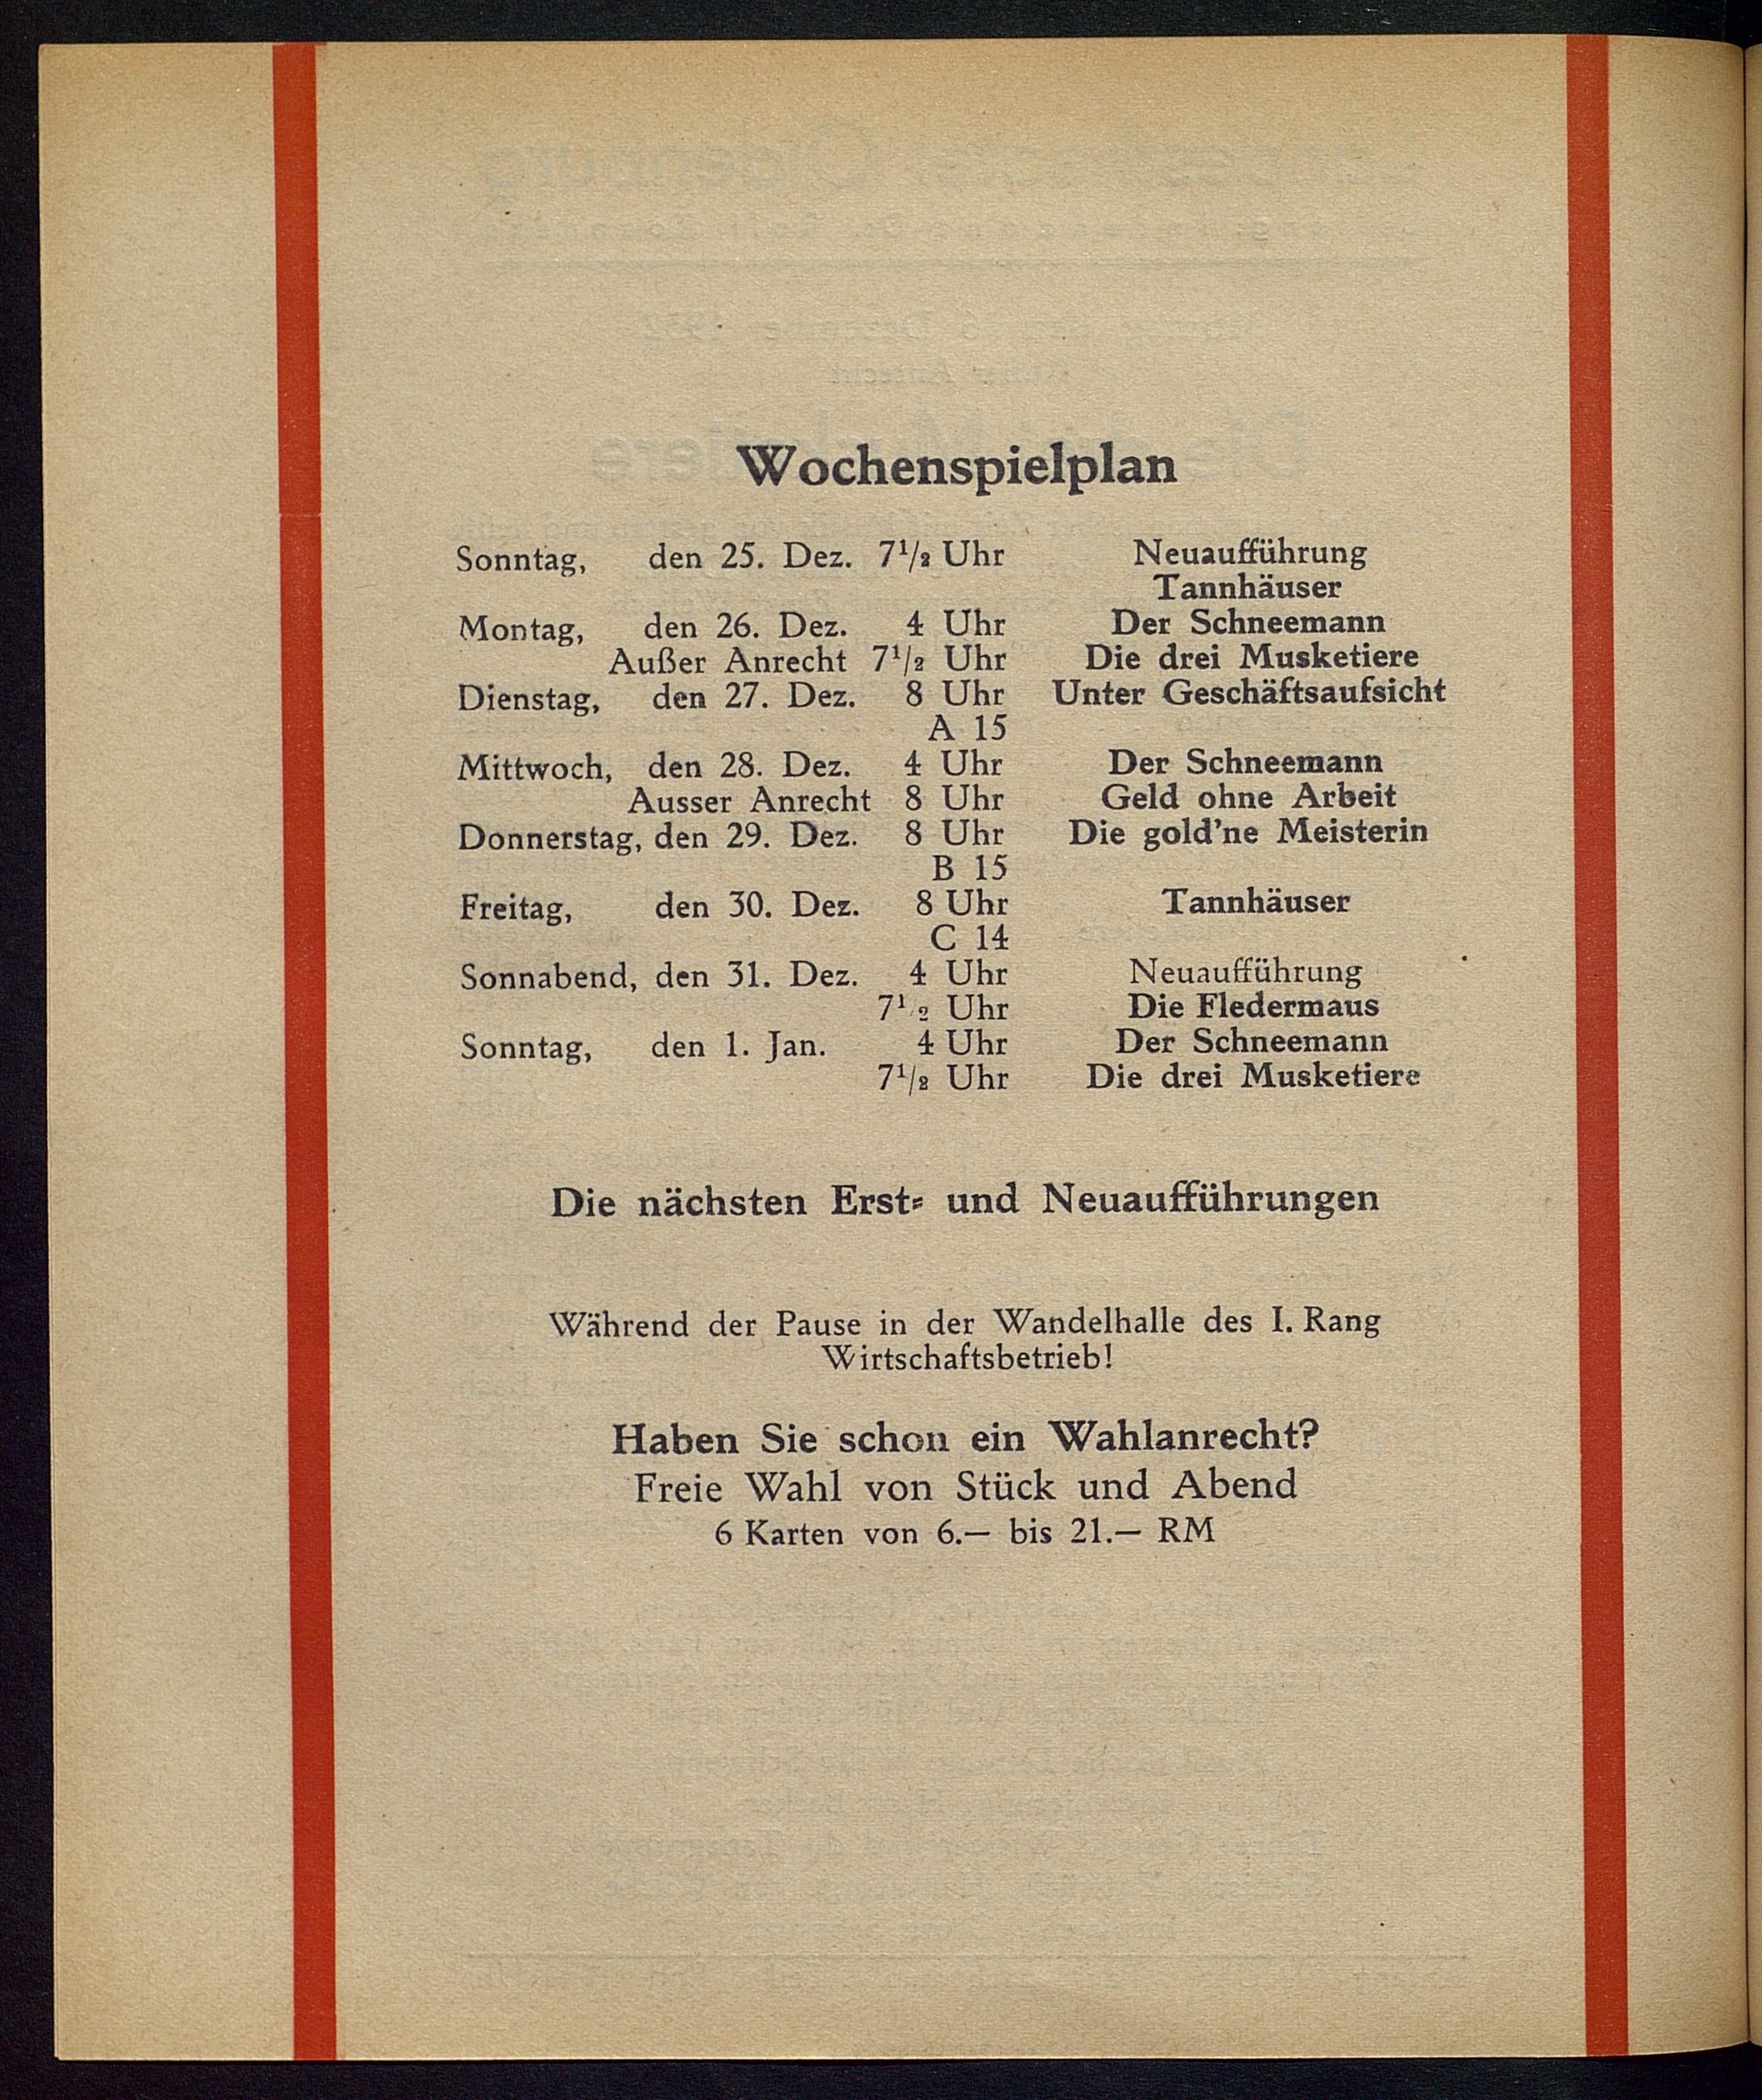 Wochenspielplan
Sonntag, den 25. Dez. 7¹/₂ Uhr Neuaufführung
Tannhäuser
Montag, den 26. Dez. 4 Uhr Der Schneemann
Außer Anrecht 7¹/₂ Uhr Die drei Musketiere
Dienstag, den 27. Dez. 8 Uhr Unter Geschäftsaufsicht
A 15
Mittwoch, den 28. Dez. 4 Uhr Der Schneemann
Ausser Anrecht 8 Uhr Geld ohne Arbeit
Donnerstag, den 29. Dez. 8 Uhr Die gold'ne Meisterin
B 15
Freitag, den 30. Dez. 8 Uhr Tannhäuser
C 14
Sonnabend, den 31. Dez. 4 Uhr Neuaufführung
7¹/₂ Uhr Die Fledermaus
Sonntag, den 1. Jan. 4 Uhr Der Schneemann
7¹/₂ Uhr Die drei Musketiere
Die nächsten Erst- und Neuaufführungen
Während der Pause in der Wandelhalle des I. Rang
Wirtschaftsbetrieb!
Haben Sie schon ein Wahlanrecht?
Freie Wahl von Stück und Abend
6 Karten von 6.— bis 21.— RM